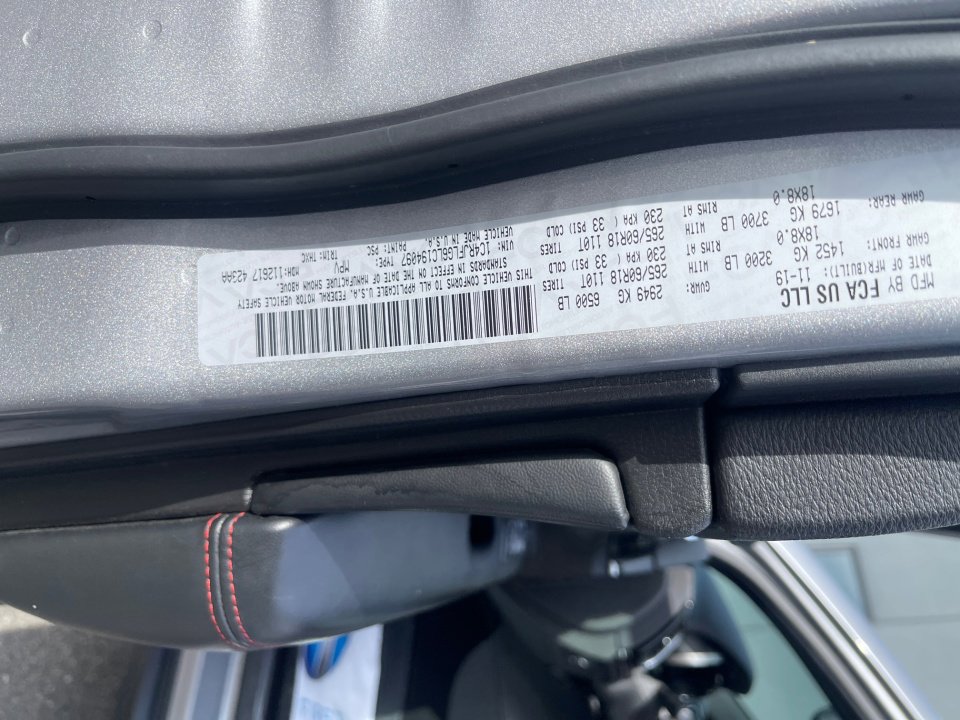 MFD BY FCA US LLC
DATE OF MFR(BUILT): 11-19 GVWR: 2949 KG 6500 LB
GAWR FRONT: 1452 KG 3200 LB WITH 265/60R18 110T TIRES
18X8.0 RIMS AT 230 KPA ( 33 PSI) COLD
GAWR REAR: 1679 KG 3700 LB WITH 265/60R18 110T TIRES
18X8.0 RIMS AT 230 KPA ( 33 PSI) COLD
THIS VEHICLE CONFORMS TO ALL APPLICABLE U.S.A. FEDERAL MOTOR VEHICLE SAFETY
STANDARDS IN EFFECT ON THE DATE OF MANUFACTURE SHOWN ABOVE.
VIN: 1C4RJFLG6LC194097 TYPE: MPV MDH:112617 423AA
VEHICLE MADE IN U.S.A. PAINT: PSC TRIM: